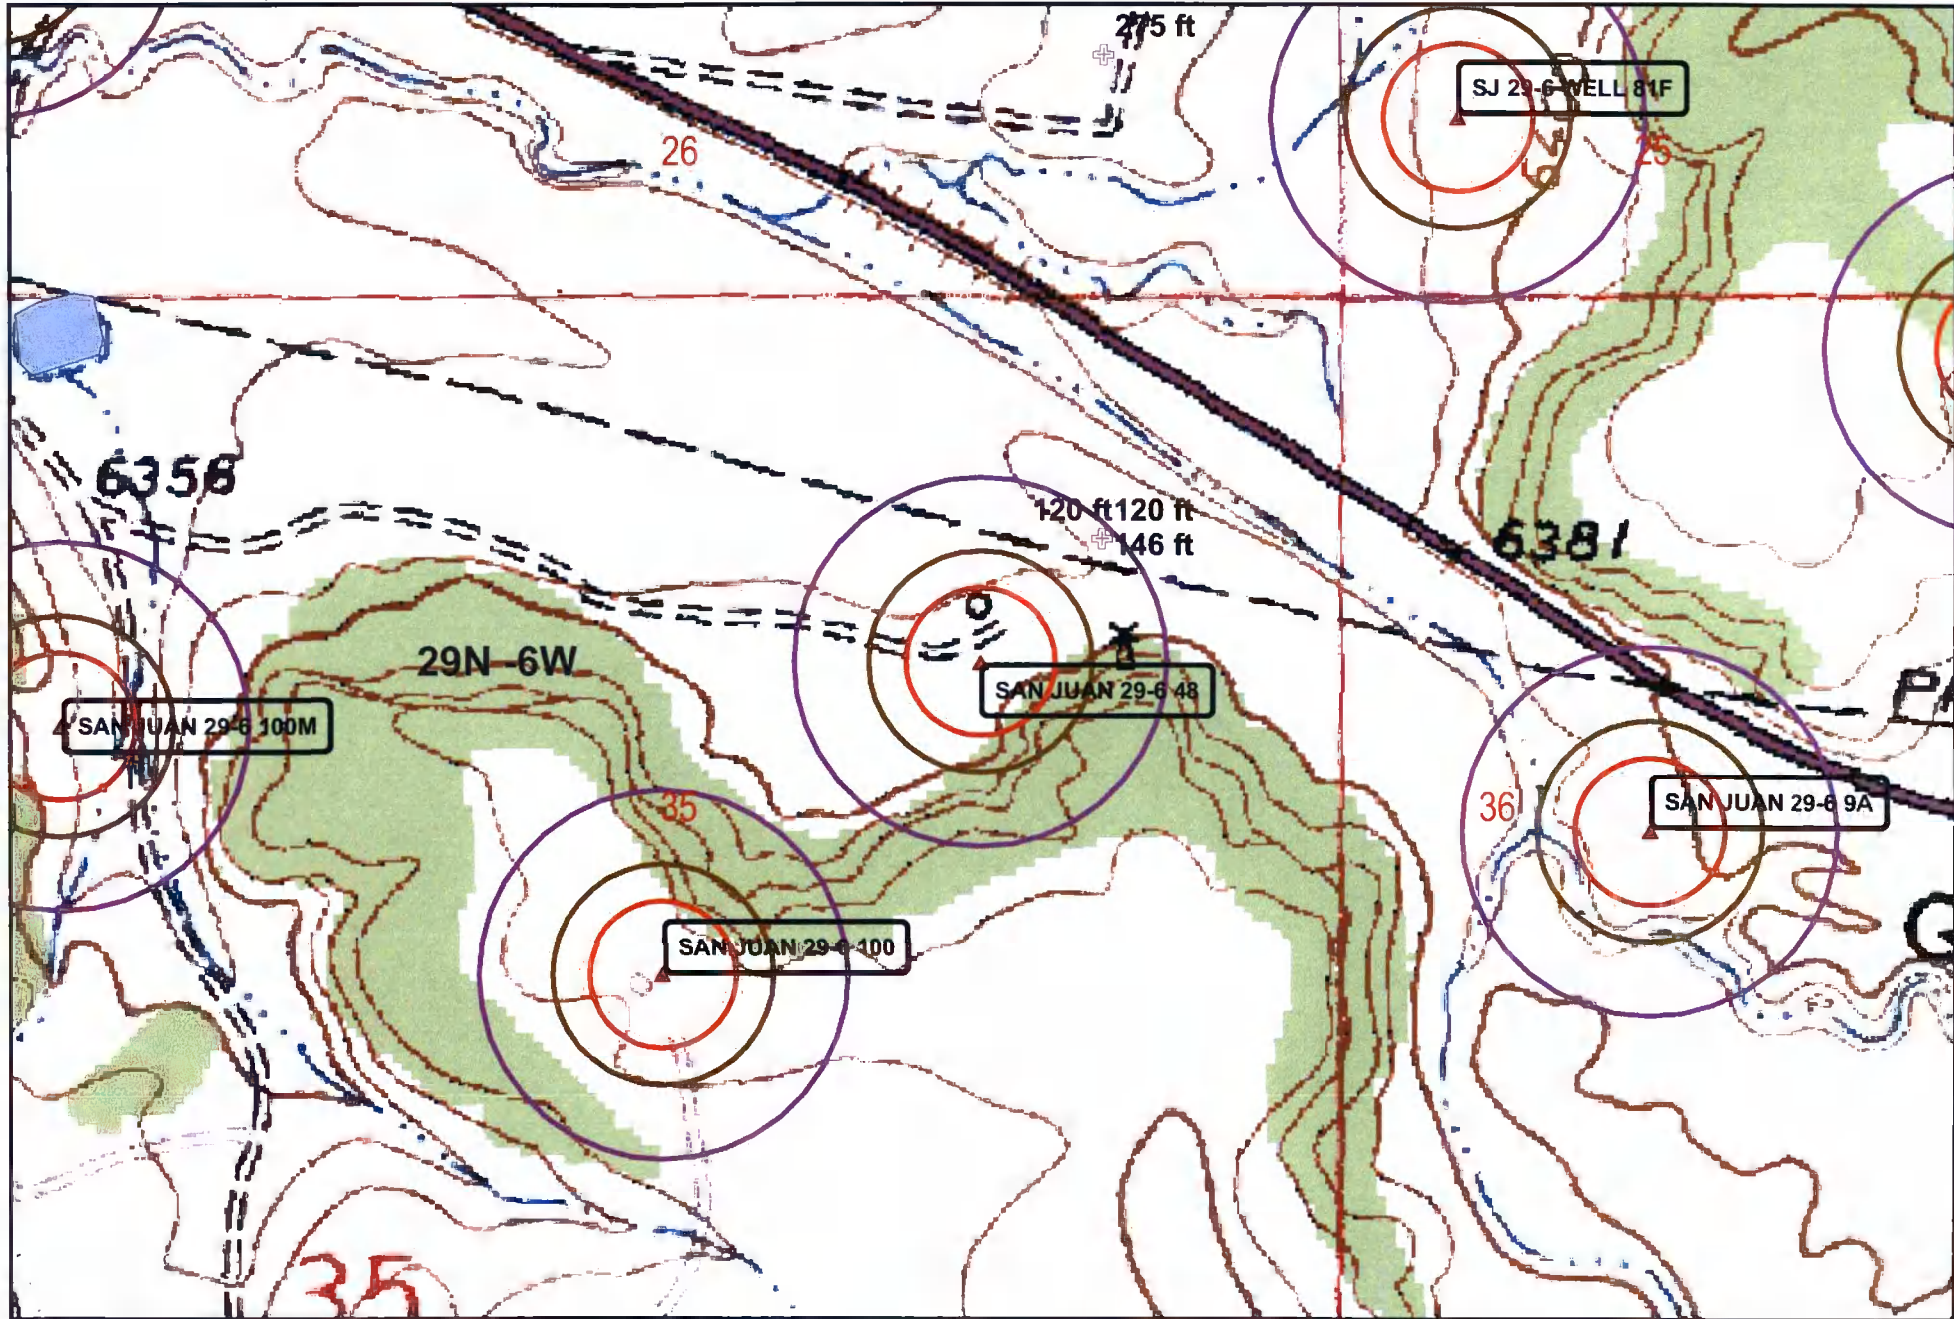 275 ft
SJ 29-6 WELL 81F
26
25
6356
120 ft120 ft
146 ft
6381
29N -6W
SAN JUAN 29-6 48
SAN JUAN 29-6 100M
35
36
SAN JUAN 29-6 9A
SAN JUAN 29-6 100
35